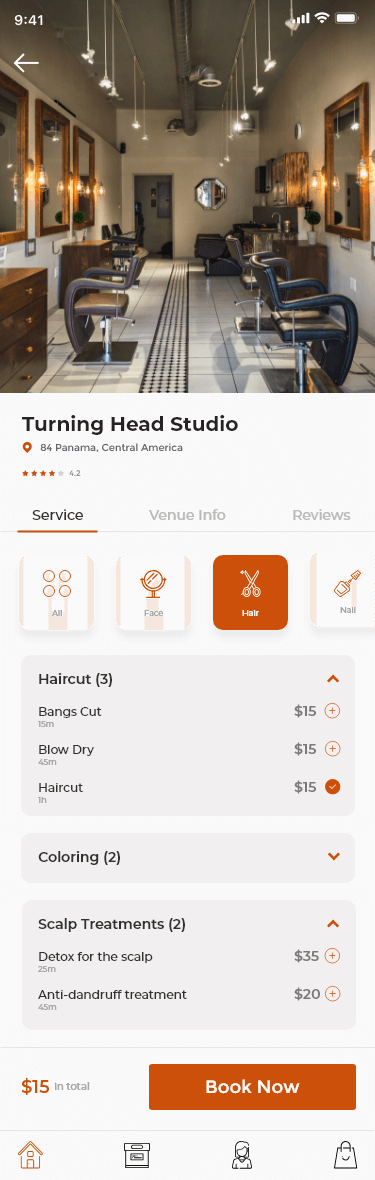 9:41
Turning Head Studio
84 Panama, Central America
4.2
Service Venue Info Reviews
All Face Hair Nail
Haircut (3)
Bangs Cut $15
15m
Blow Dry $15
45m
Haircut $15
1h
Coloring (2)
Scalp Treatments (2)
Detox for the scalp $35
25m
Anti-dandruff treatment $20
45m
$15 In total Book Now